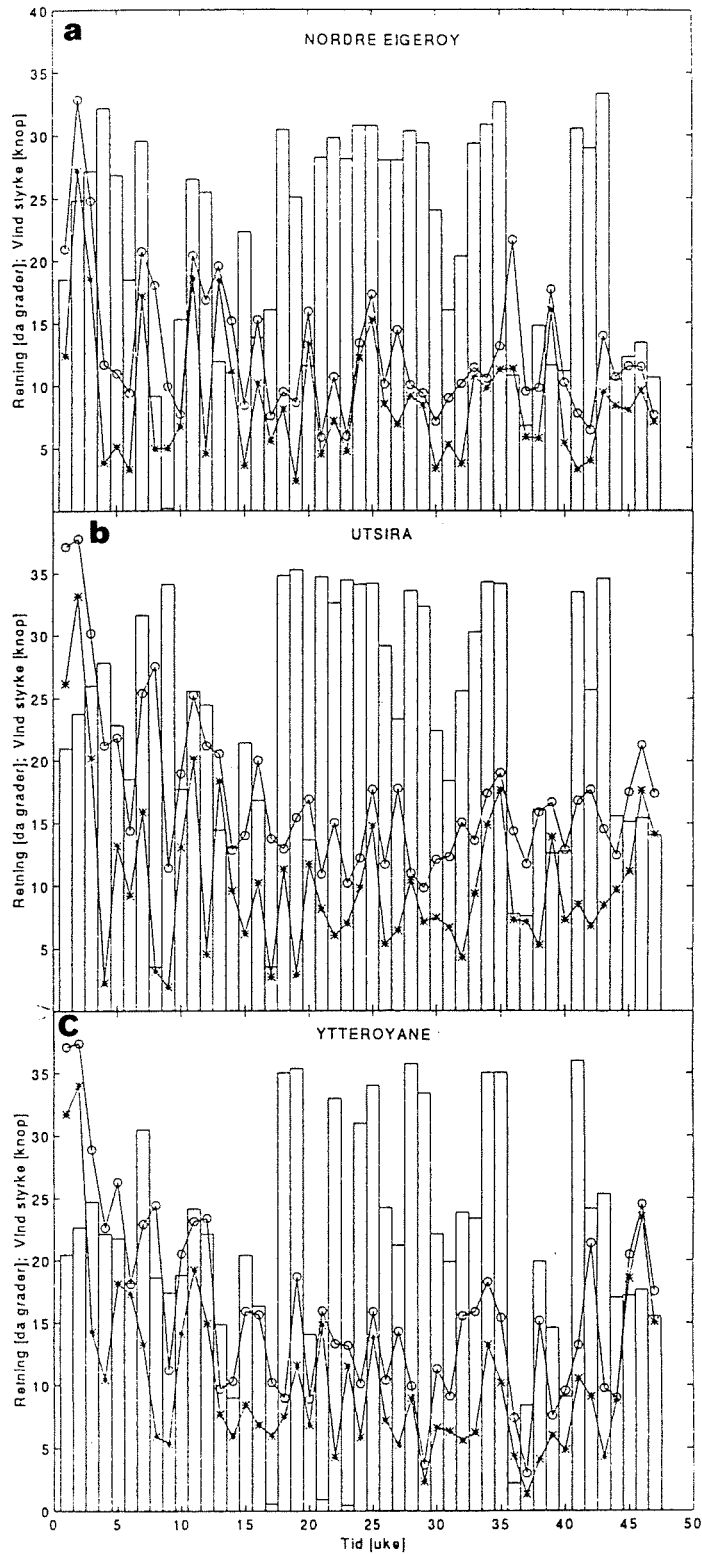 a
NORDRE EIGEROY
40
35
30
25
20
15
10
5
Retning [da grader]; Vind styrke [knop]
b
UTSIRA
35
30
25
20
15
10
5
Retning [da grader]; Vind styrke [knop]
C
YTTEROYANE
35
30
25
20
15
10
5
0
Retning [da grader]; Vind styrke [knop]
0 5 10 15 20 25 30 35 40 45 50
Tid [uke]